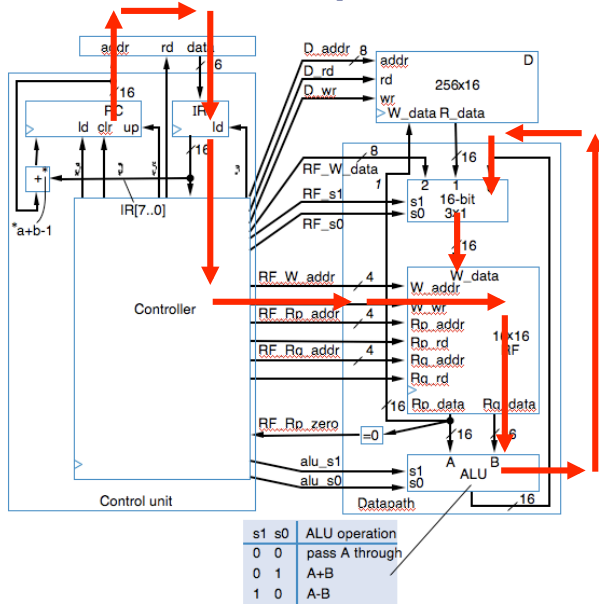 addr rd data
16
16
PC
ld clr up
IR
ld
16
+
*
*a+b-1
IR[7..0]
Controller
Control unit
D_addr 8
D_rd
D_wr
addr
rd
wr
W_data R_data
D
256x16
8
RF_W_data
RF_s1
RF_s0
1
16
2 1 0
s1
s0
16-bit
3x1
16
RF_W_addr 4
RF_Rp_addr 4
RF_Rq_addr 4
W_data
W_addr
W_wr
Rp_addr
Rp_rd
Rq_addr
Rq_rd
16x16
RF
Rp_data Rq_data
16
RF_Rp_zero
=0
16 16
alu_s1
alu_s0
A B
s1
s0
ALU
16
Datapath
s1 s0 ALU operation
0 0 pass A through
0 1 A+B
1 0 A-B